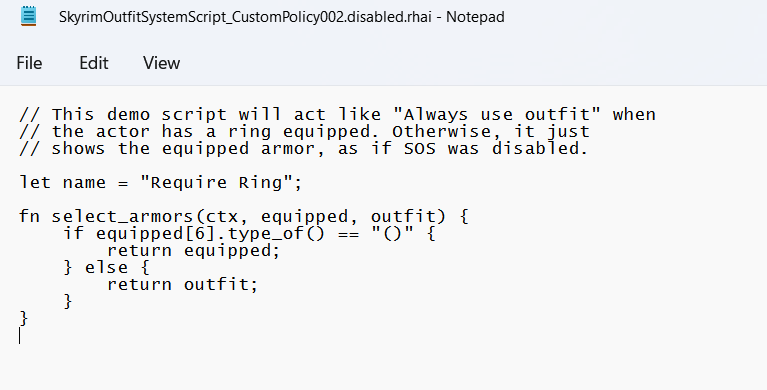 SkyrimOutfitSystemScript_CustomPolicy002.disabled.rhai - Notepad
File Edit View
// This demo script will act like "Always use outfit" when
// the actor has a ring equipped. Otherwise, it just
// shows the equipped armor, as if SOS was disabled.

let name = "Require Ring";

fn select_armors(ctx, equipped, outfit) {
    if equipped[6].type_of() == "()" {
        return equipped;
    } else {
        return outfit;
    }
}